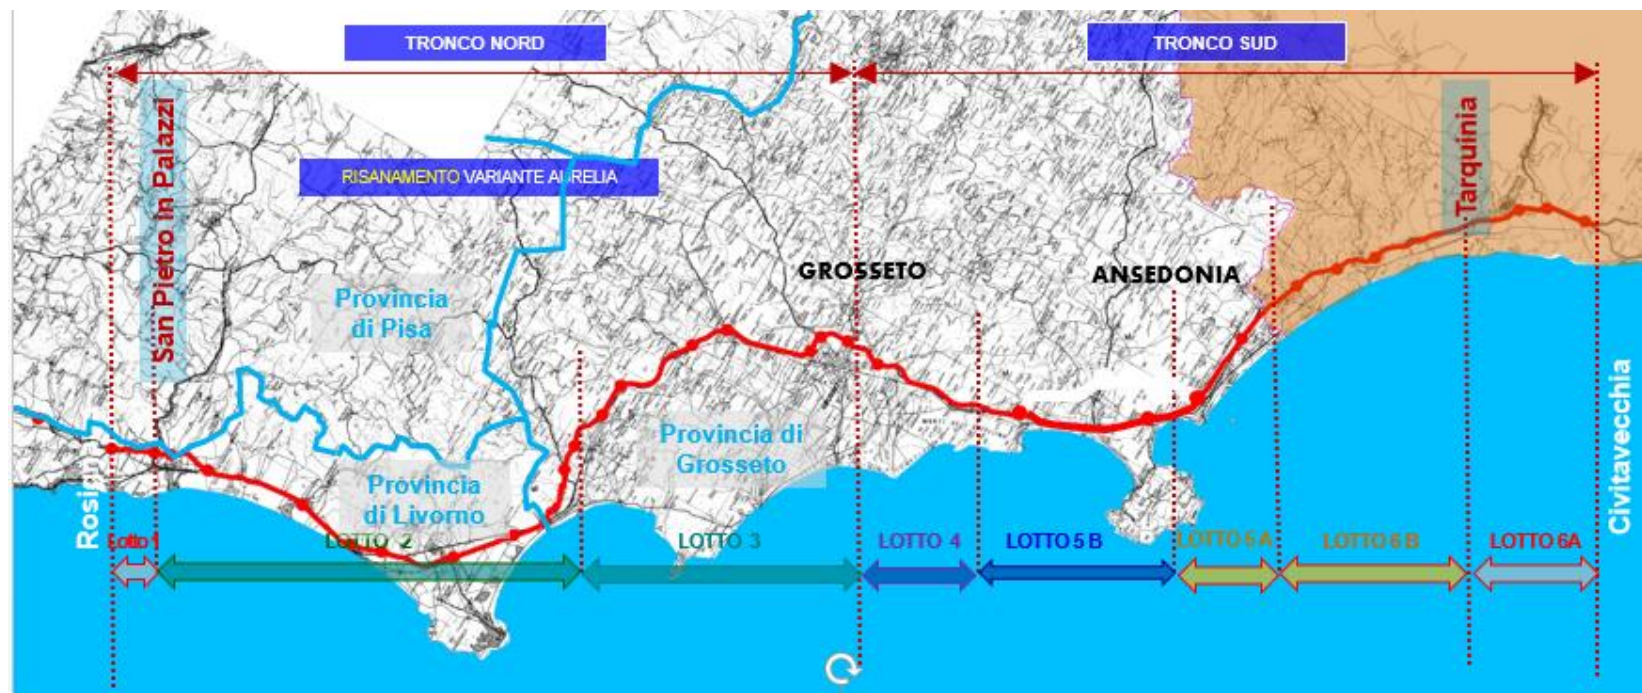 TRONCO NORD
TRONCO SUD
San Pietro in Palazzi
RISANAMENTO VARIANTE AURELIA
Tarquinia
GROSSETO
ANSEDONIA
Provincia
di Pisa
Provincia di
Grosseto
Provincia
di Livorno
Civitavecchia
Lotto 1
LOTTO 2
LOTTO 3
LOTTO 4
LOTTO 5 B
LOTTO 5 A
LOTTO 6 B
LOTTO 6A